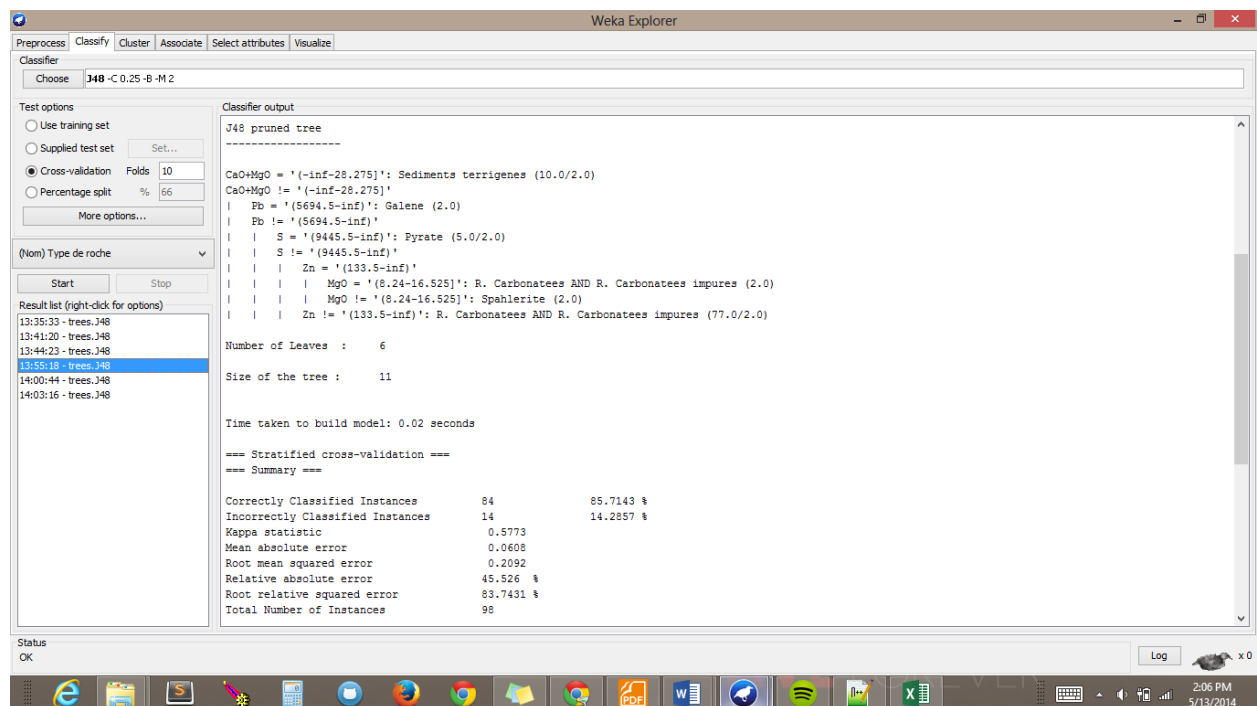 Weka Explorer
Preprocess Classify Cluster Associate Select attributes Visualize
Classifier
Choose J48 -C 0.25 -B -M 2
Test options
Use training set
Supplied test set Set...
Cross-validation Folds 10
Percentage split % 66
More options...
(Nom) Type de roche
Start Stop
Result list (right-click for options)
13:35:33 - trees.J48
13:41:20 - trees.J48
13:44:23 - trees.J48
13:55:18 - trees.J48
14:00:44 - trees.J48
14:03:16 - trees.J48
Classifier output
J48 pruned tree
------------------
CaO+MgO = '(-inf-28.275]': Sediments terrigenes (10.0/2.0)
CaO+MgO != '(-inf-28.275]'
|   Pb = '(5694.5-inf)': Galene (2.0)
|   Pb != '(5694.5-inf)'
|   |   S = '(9445.5-inf)': Pyrate (5.0/2.0)
|   |   S != '(9445.5-inf)'
|   |   |   Zn = '(133.5-inf)'
|   |   |   |   MgO = '(8.24-16.525]': R. Carbonatees AND R. Carbonatees impures (2.0)
|   |   |   |   MgO != '(8.24-16.525]': Spahlerite (2.0)
|   |   |   Zn != '(133.5-inf)': R. Carbonatees AND R. Carbonatees impures (77.0/2.0)
Number of Leaves  :     6
Size of the tree :     11
Time taken to build model: 0.02 seconds
=== Stratified cross-validation ===
=== Summary ===
Correctly Classified Instances 84 85.7143 %
Incorrectly Classified Instances 14 14.2857 %
Kappa statistic 0.5773
Mean absolute error 0.0608
Root mean squared error 0.2092
Relative absolute error 45.526 %
Root relative squared error 83.7431 %
Total Number of Instances 98
Status
OK
Log x 0
2:06 PM
5/13/2014